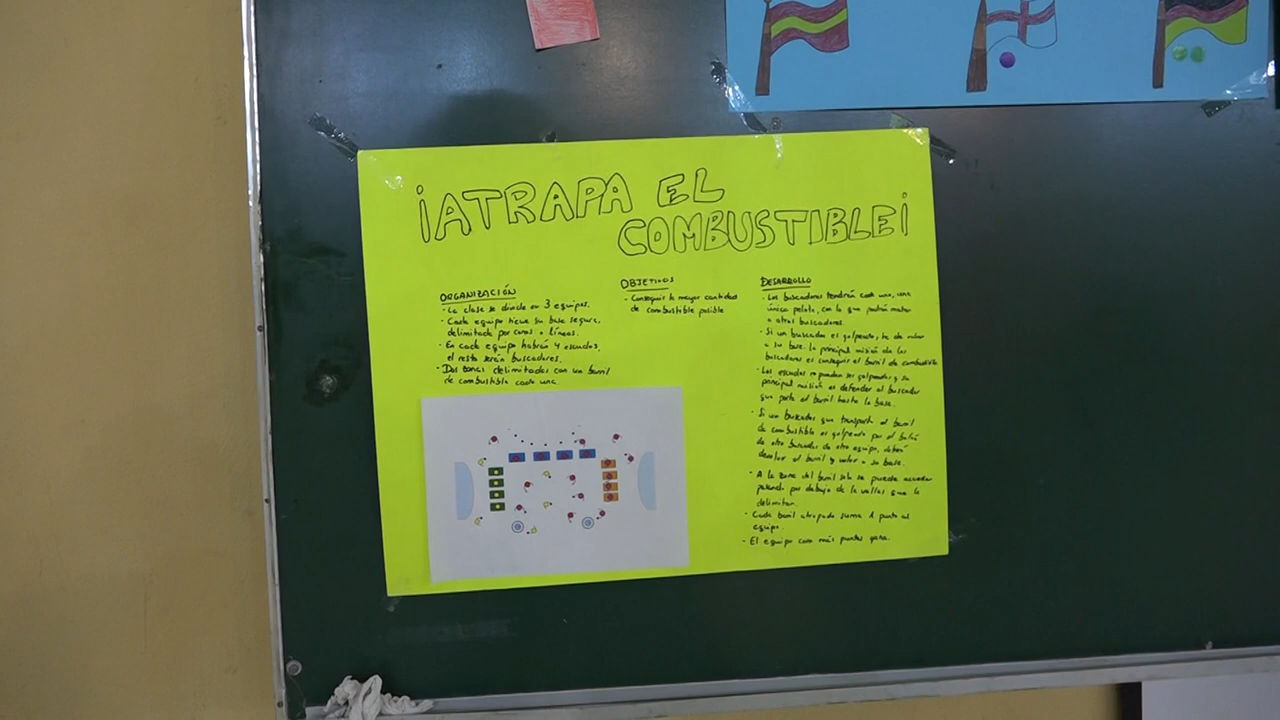 ¡ATRAPA EL
COMBUSTIBLE¡
ORGANIZACIÓN
- La clase se divide en 3 equipos.
- Cada equipo tiene su base segura,
delimitada por conos o líneas.
- En cada equipo habrán 4 escudos,
el resto serán buscadores.
- Dos zonas delimitadas con un barril
de combustible cada una.
OBJETIVOS
- Conseguir la mayor cantidad
de combustible posible
DESARROLLO
- Los buscadores tendrán cada uno, una
única pelota, con la que podrán matar
a otros buscadores.
- Si un buscador es golpeado, ha de volver
a su base. la principal misión de los
buscadores es conseguir el barril de combustible
- Los escudos no pueden ser golpeados y su
principal misión es defender al buscador
que porte el barril hasta la base.
- Si un buscador que transporta el barril
de combustible es golpeado por el balón
de otro buscador de otro equipo, deberá
devolver el barril y volver a su base.
- A la zona del barril solo se puede acceder
pasando por debajo de la vallas que la
delimitan.
- Cada barril atrapado suma 1 punto al
equipo.
- El equipo con más puntos gana.